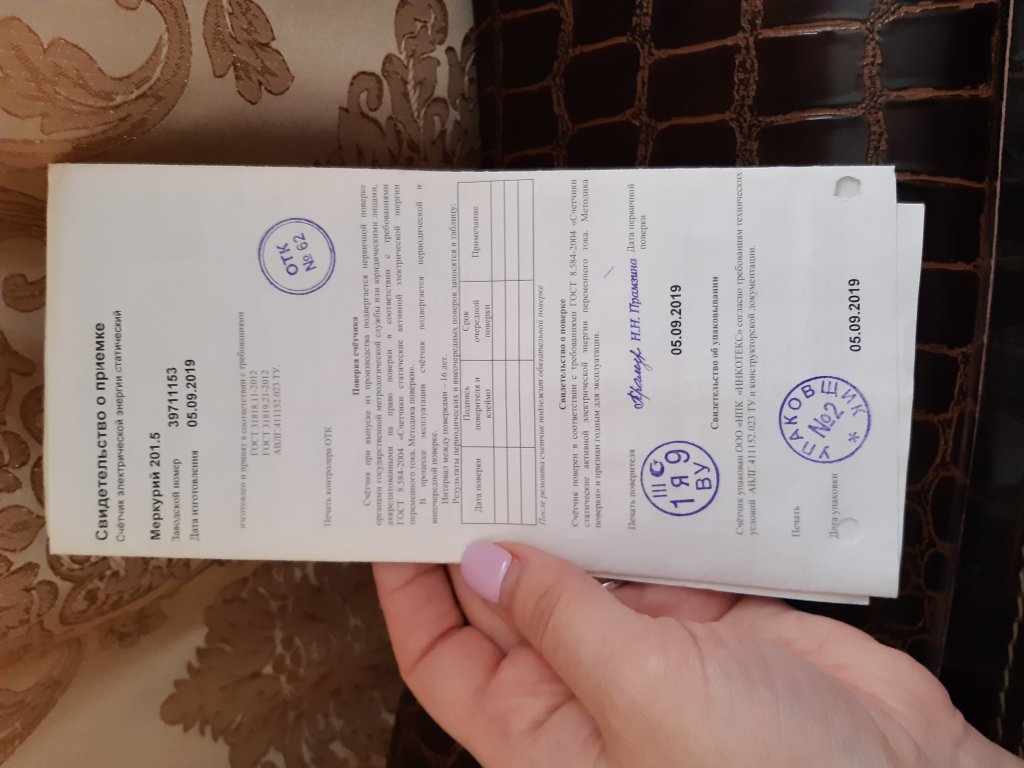 Свидетельство о приемке
Счётчик электрической энергии статический
Меркурий 201.5
Заводской номер 39711153
Дата изготовления 05.09.2019
изготовлен и принят в соответствии с требованиями
ГОСТ 31818.11-2012
ГОСТ 31819.21-2012
АВЛГ.411152.023 ТУ.
Печать контролера ОТК
ОТК
№ 62
Поверка счётчика
Счётчик при выпуске из производства подвергается первичной поверке
органами государственной метрологической службы или юридическими лицами,
аккредитованными на право поверки в соответствии с требованиями
ГОСТ 8.584-2004 «Счетчики статические активной электрической энергии
переменного тока. Методика поверки».
В процессе эксплуатации счётчик подвергается периодической и
внеочередной поверке.
Интервал между поверками – 16 лет.
Результаты периодических и внеочередных поверок заносятся в таблицу:
Дата поверки
Подпись
поверителя и
клеймо
Срок
очередной
поверки
Примечание
После ремонта счетчик подлежит обязательной поверке
Свидетельство о поверке
Счётчик поверен в соответствии с требованиями ГОСТ 8.584-2004 «Счетчики
статические активной электрической энергии переменного тока. Методика
поверки» и признан годным для эксплуатации.
Печать поверителя
Н.Н. Прамзина
Дата первичной
поверки
III
1Я9
ВУ
05.09.2019
Свидетельство об упаковывании
Счётчик упакован ООО «НПК «ИНКОТЕКС» согласно требованиям технических
условий АВЛГ.411152.023 ТУ и конструкторской документации.
Печать
УПАКОВЩИК
№2
Дата упаковки 05.09.2019